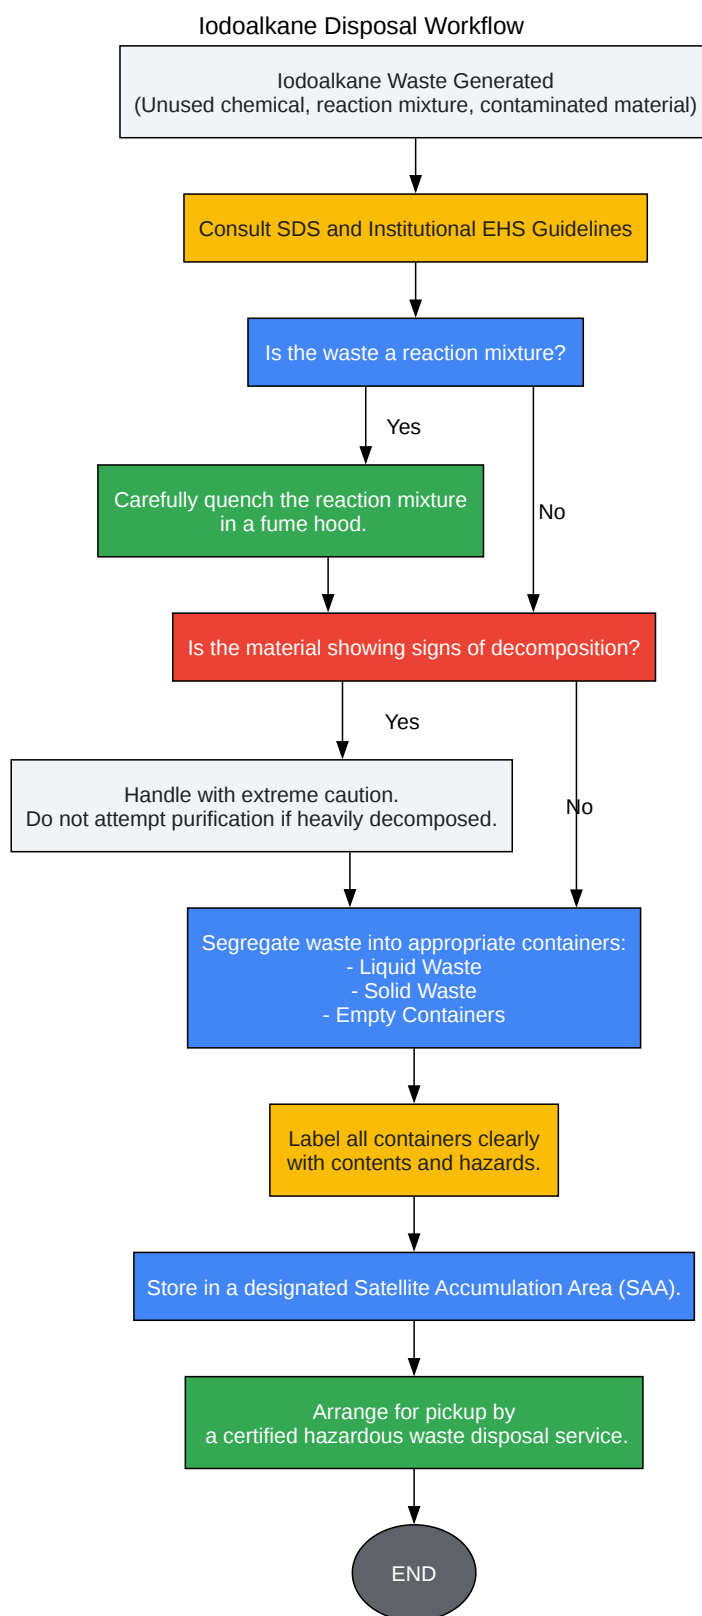 Iodoalkane Disposal Workflow
Iodoalkane Waste Generated
(Unused chemical, reaction mixture, contaminated material)
Consult SDS and Institutional EHS Guidelines
Is the waste a reaction mixture?
Yes
Carefully quench the reaction mixture
in a fume hood.
No
Is the material showing signs of decomposition?
Yes
Handle with extreme caution.
Do not attempt purification if heavily decomposed.
No
Segregate waste into appropriate containers:
- Liquid Waste
- Solid Waste
- Empty Containers
Label all containers clearly
with contents and hazards.
Store in a designated Satellite Accumulation Area (SAA).
Arrange for pickup by
a certified hazardous waste disposal service.
END